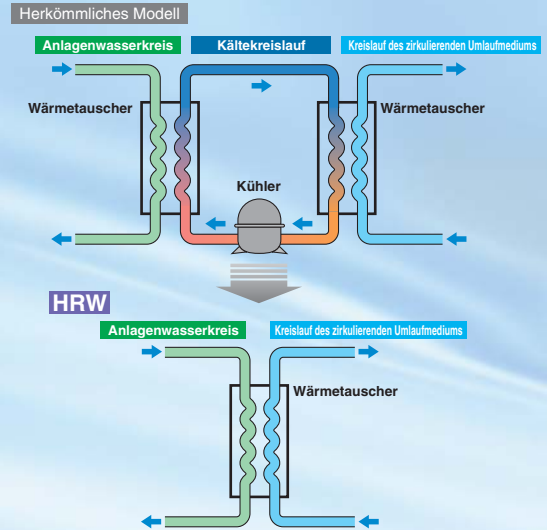 Herkömmliches Modell
Anlagenwasserkreis
Kältekreislauf
Kreislauf des zirkulierenden Umlaufmediums
Wärmetauscher
Wärmetauscher
Kühler
HRW
Anlagenwasserkreis
Kreislauf des zirkulierenden Umlaufmediums
Wärmetauscher